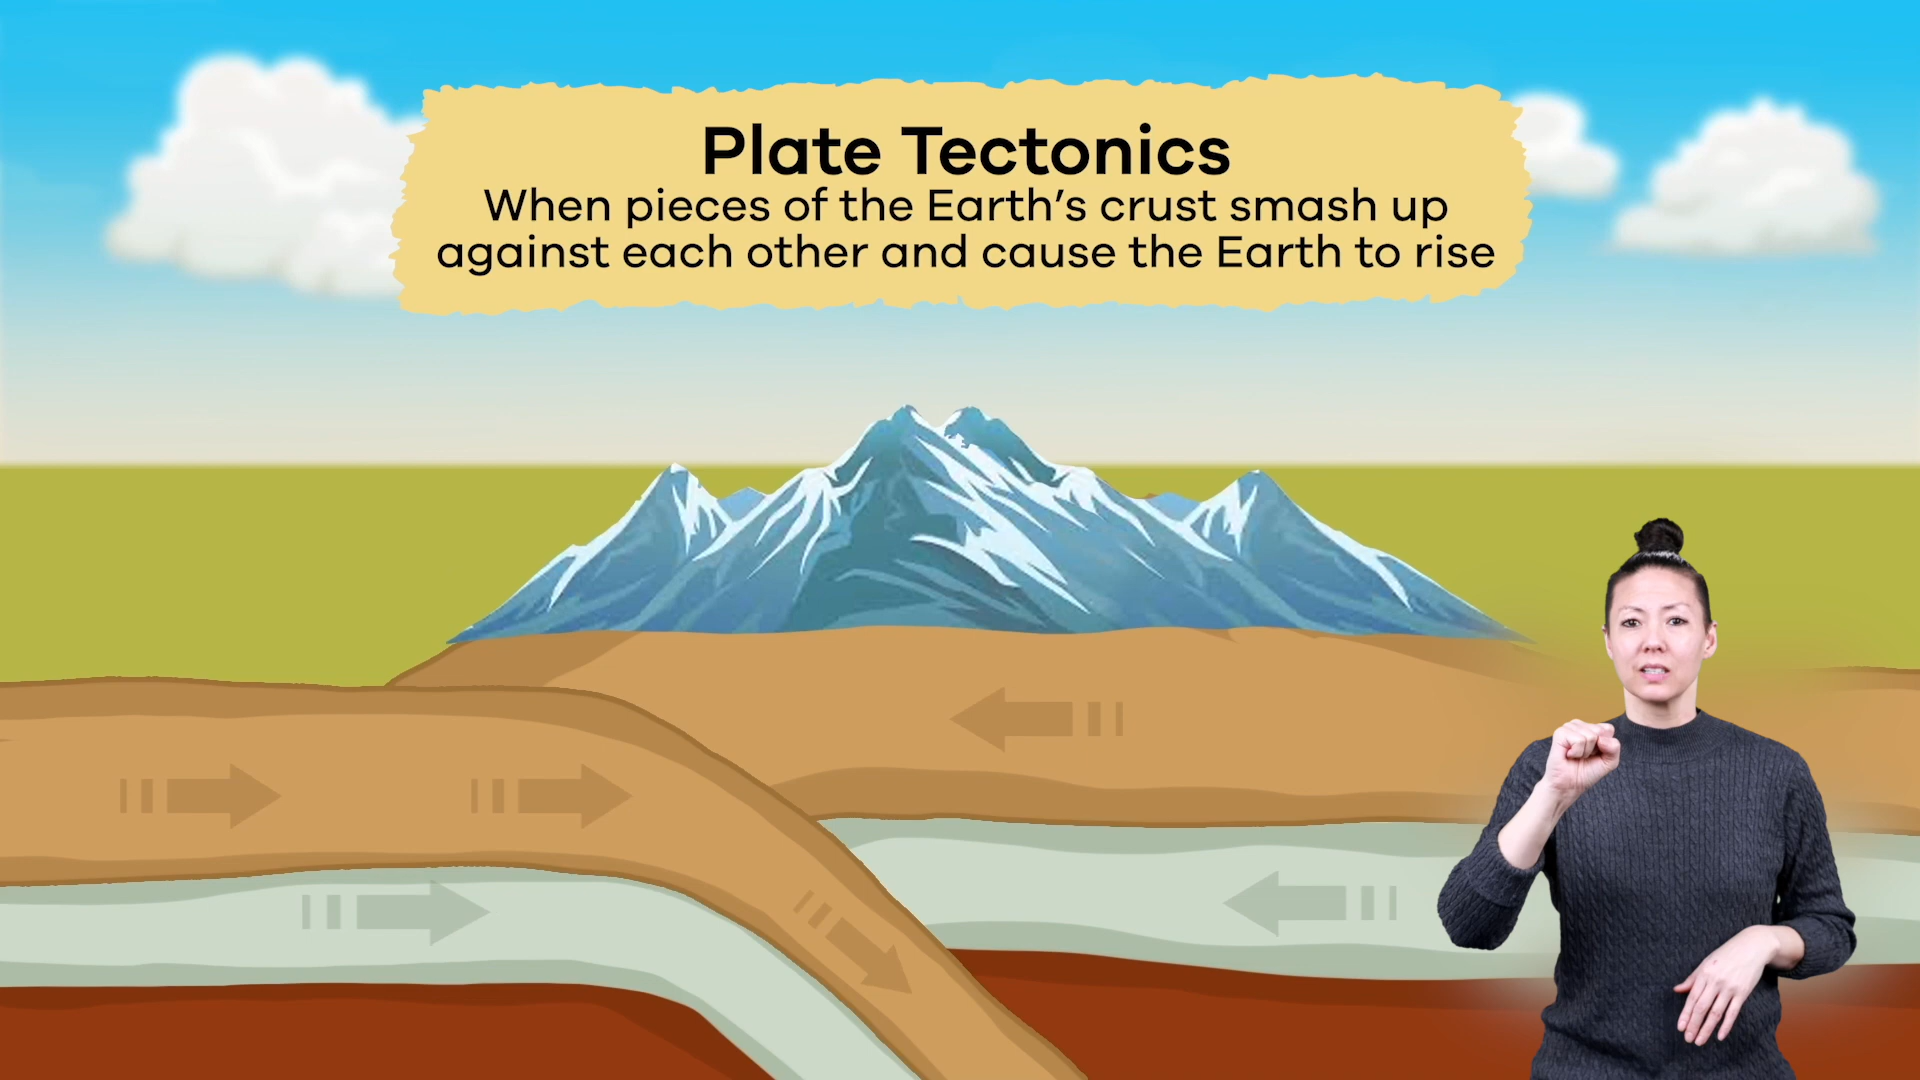 Plate Tectonics
When pieces of the Earth’s crust smash up
against each other and cause the Earth to rise